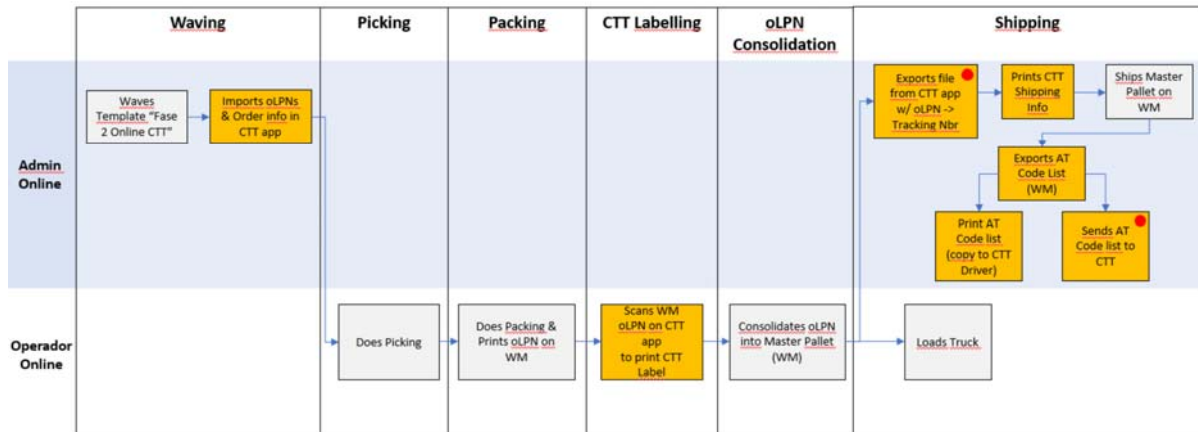 Waving
Picking
Packing
CTT Labelling
oLPN
Consolidation
Shipping
Admin
Online
Waves
Template "Fase
2 Online CTT"
Imports oLPNs
& Order info in
CTT app
Exports file
from CTT app
w/ oLPN ->
Tracking Nbr
Prints CTT
Shipping
Info
Ships Master
Pallet on
WM
Exports AT
Code List
(WM)
Print AT
Code list
(copy to CTT
Driver)
Sends AT
Code list to
CTT
Operador
Online
Does Picking
Does Packing &
Prints oLPN on
WM
Scans WM
oLPN on CTT
app
to print CTT
Label
Consolidates oLPN
into Master Pallet
(WM)
Loads Truck